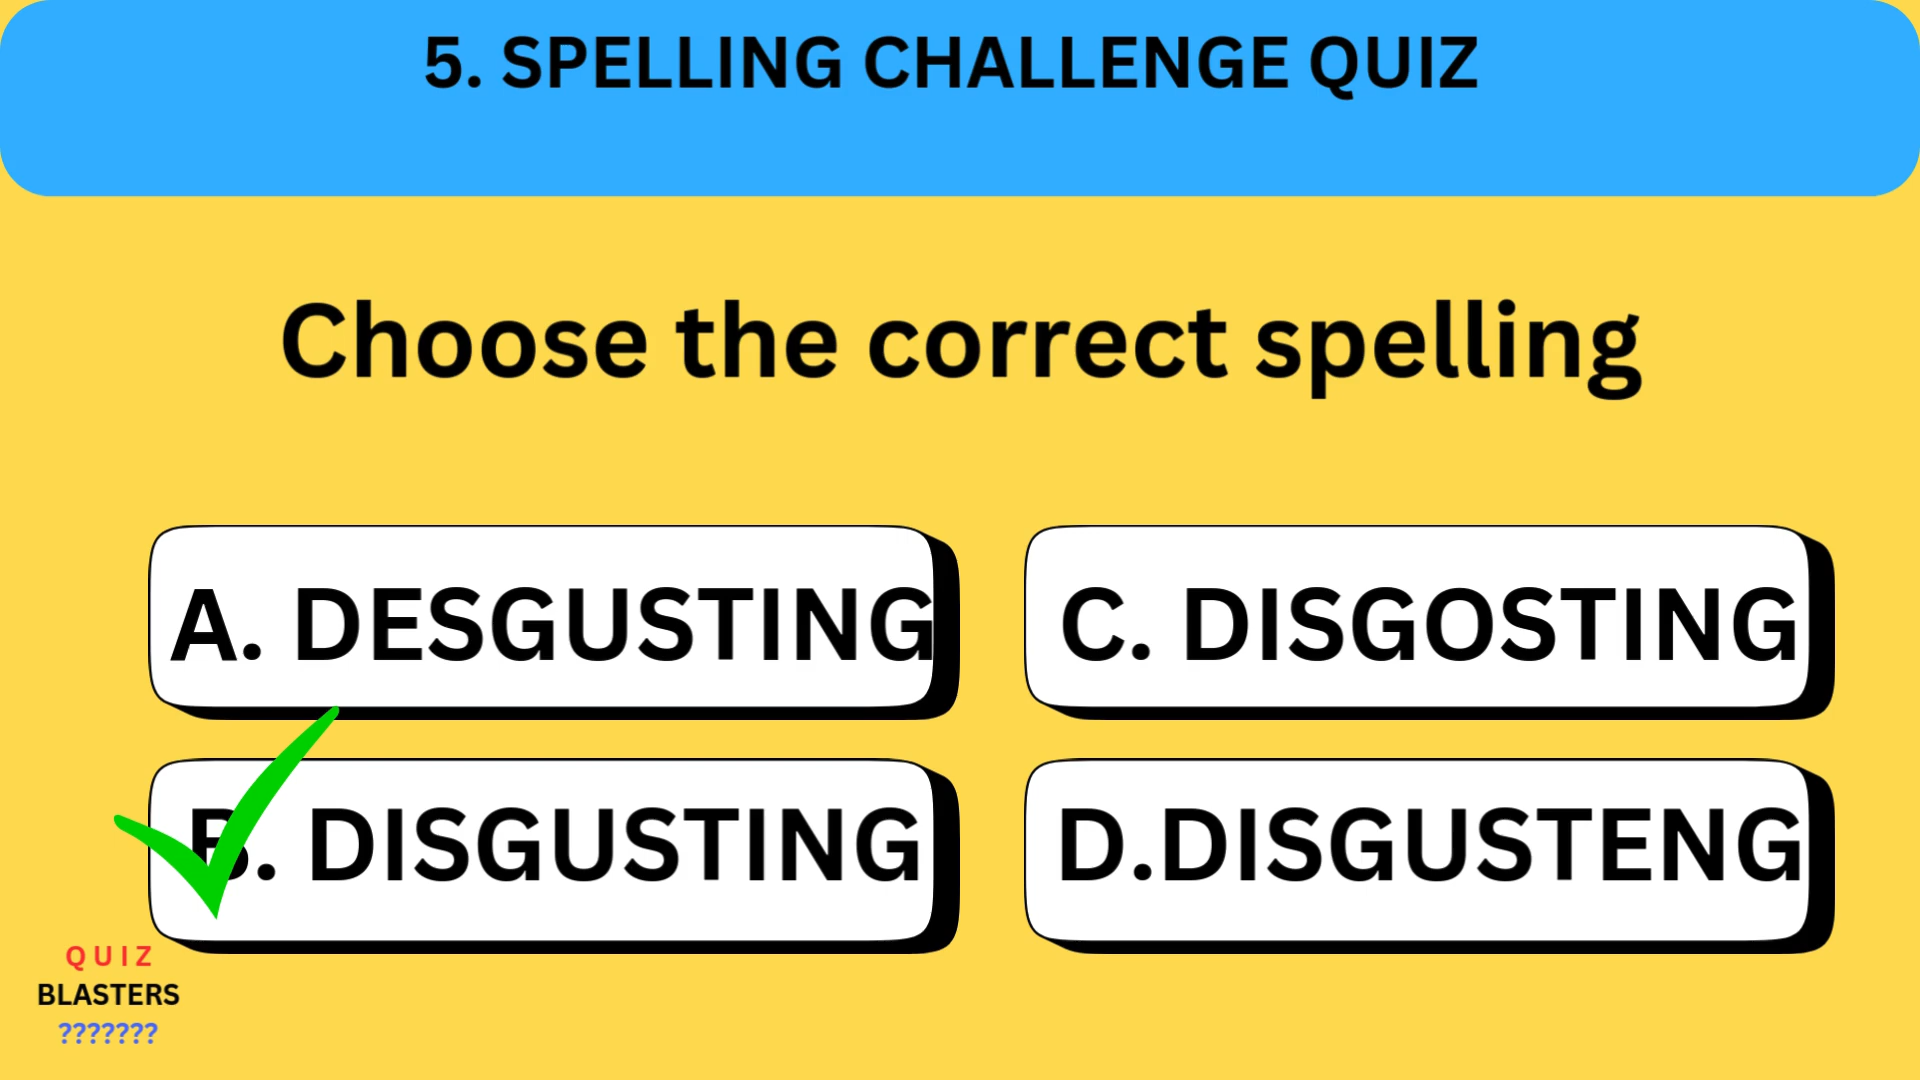 5. SPELLING CHALLENGE QUIZ
Choose the correct spelling
A. DESGUSTING
B. DISGUSTING
C. DISGOSTING
D.DISGUSTENG
QUIZ
BLASTERS
???????